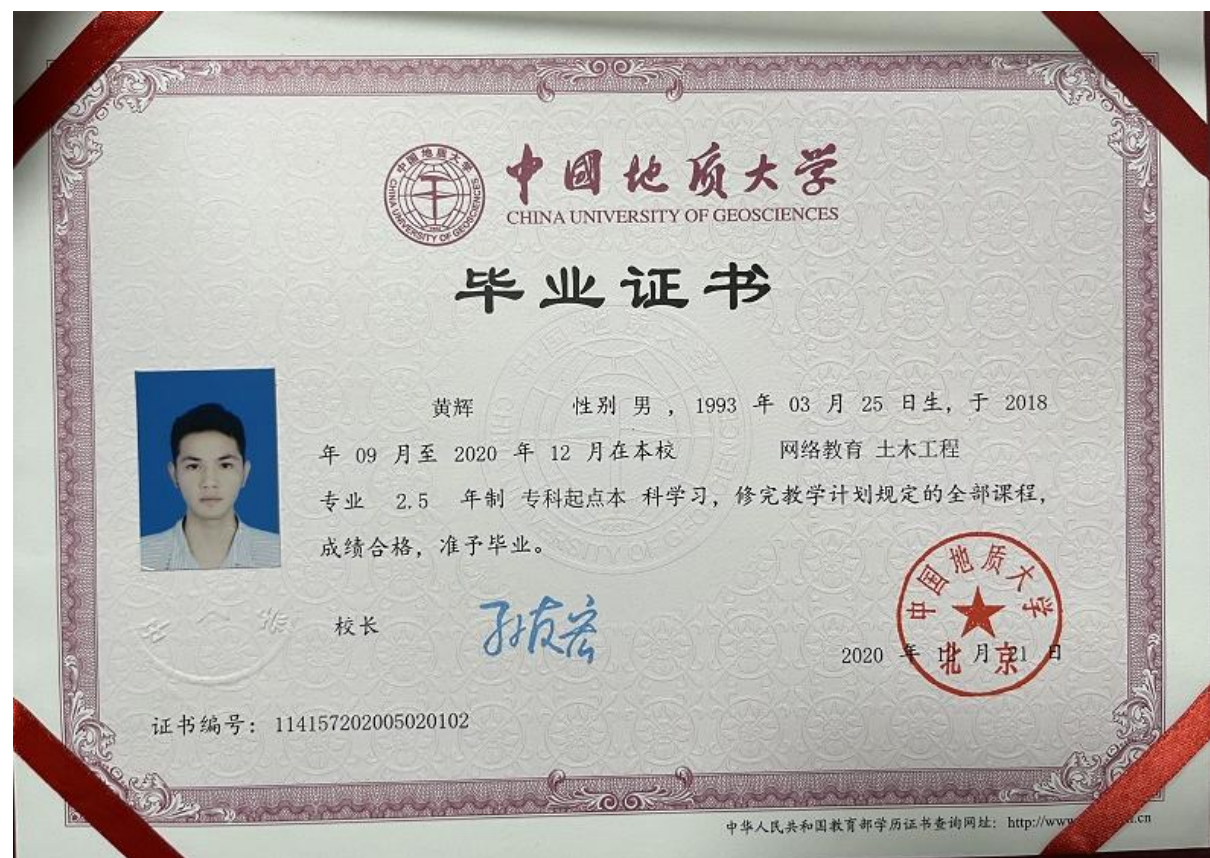 中國地质大学
CHINA UNIVERSITY OF GEOSCIENCES
毕业证书
黄辉 性别 男 ，1993 年 03 月 25 日生，于 2018
年 09 月至 2020 年 12 月在本校 网络教育 土木工程
专业 2.5 年制 专科起点本 科学习，修完教学计划规定的全部课程，
成绩合格，准予毕业。
校长 孙友宏
中国地质大学
北京
2020 年 月 21 日
证书编号：114157202005020102
中华人民共和国教育部学历证书查询网址：http://www
.cn